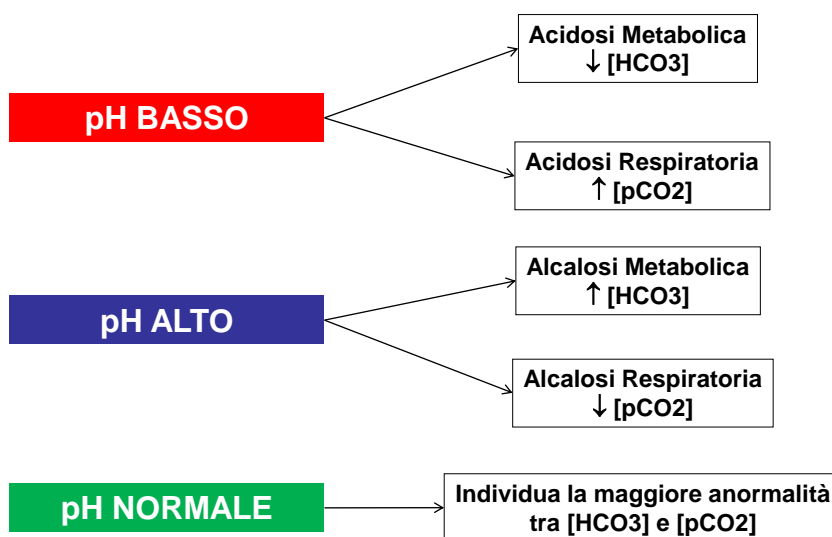 pH BASSO
Acidosi Metabolica
↓ [HCO3]
Acidosi Respiratoria
↑ [pCO2]
pH ALTO
Alcalosi Metabolica
↑ [HCO3]
Alcalosi Respiratoria
↓ [pCO2]
pH NORMALE
Individua la maggiore anormalità
tra [HCO3] e [pCO2]